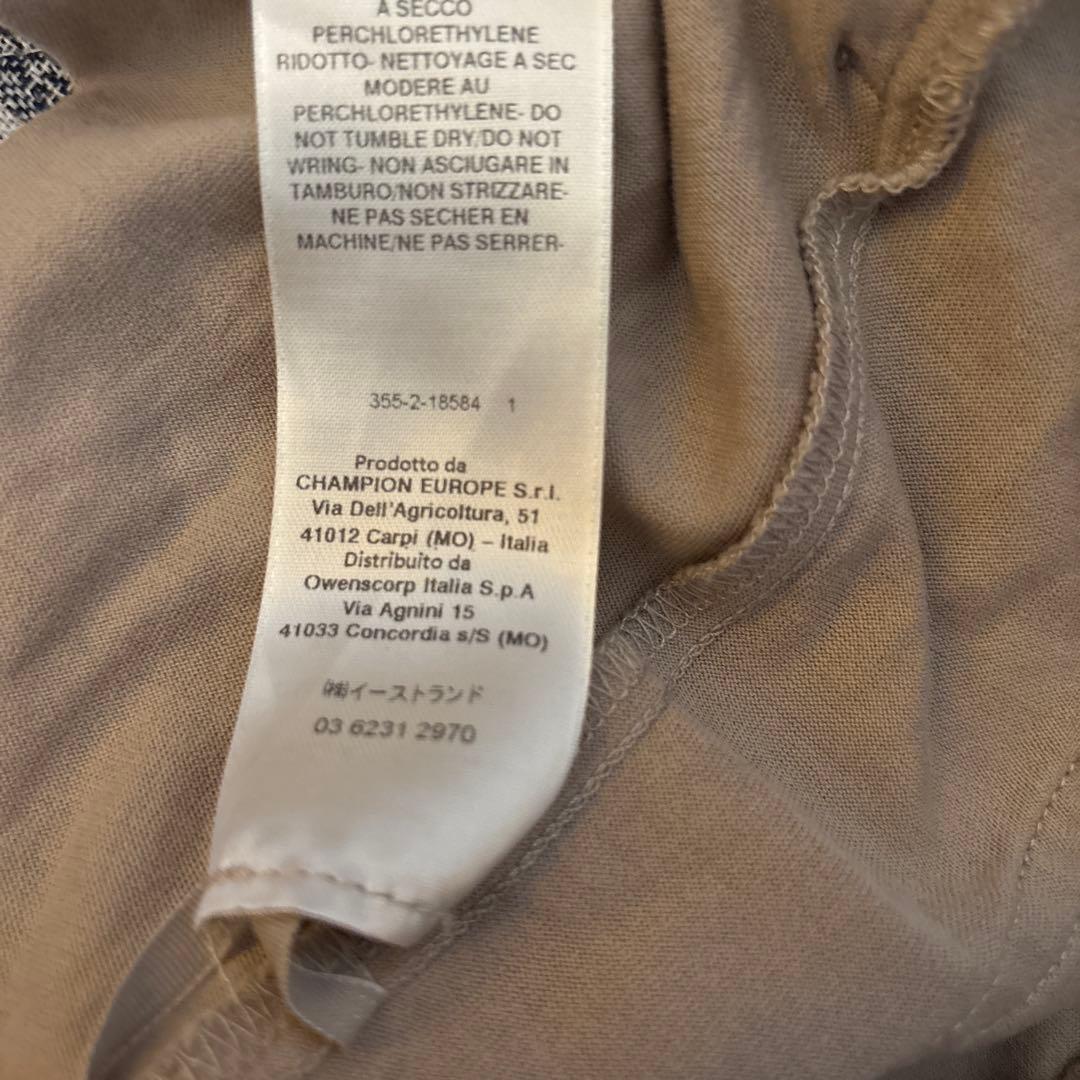 A SECCO
PERCHLORETHYLENE
RIDOTTO- NETTOYAGE A SEC
MODERE AU
PERCHLORETHYLENE- DO
NOT TUMBLE DRY/DO NOT
WRING- NON ASCIUGARE IN
TAMBURO/NON STRIZZARE-
NE PAS SECHER EN
MACHINE/NE PAS SERRER-
355-2-18584 1
Prodotto da
CHAMPION EUROPE S.r.l.
Via Dell'Agricoltura, 51
41012 Carpi (MO) – Italia
Distribuito da
Owenscorp Italia S.p.A
Via Agnini 15
41033 Concordia s/S (MO)
㈱イーストランド
03 6231 2970